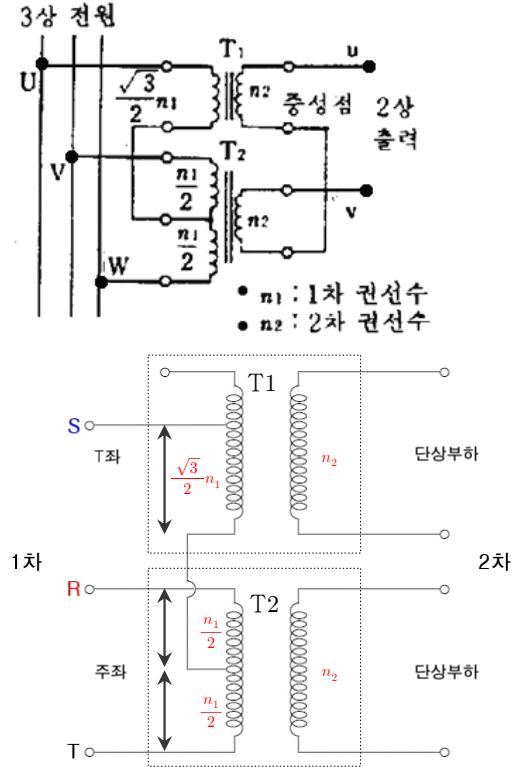 3상 전원
U
V
W
√3/2 n₁
T₁
n₂
u
중성점 2상
출력
T₂
n₁/2
n₁/2
n₂
v
• n₁ : 1차 권선수
• n₂ : 2차 권선수
T1
S
T좌
√3/2 n₁
n₂
단상부하
1차
2차
R
T2
n₁/2
주좌
n₂
단상부하
n₁/2
T